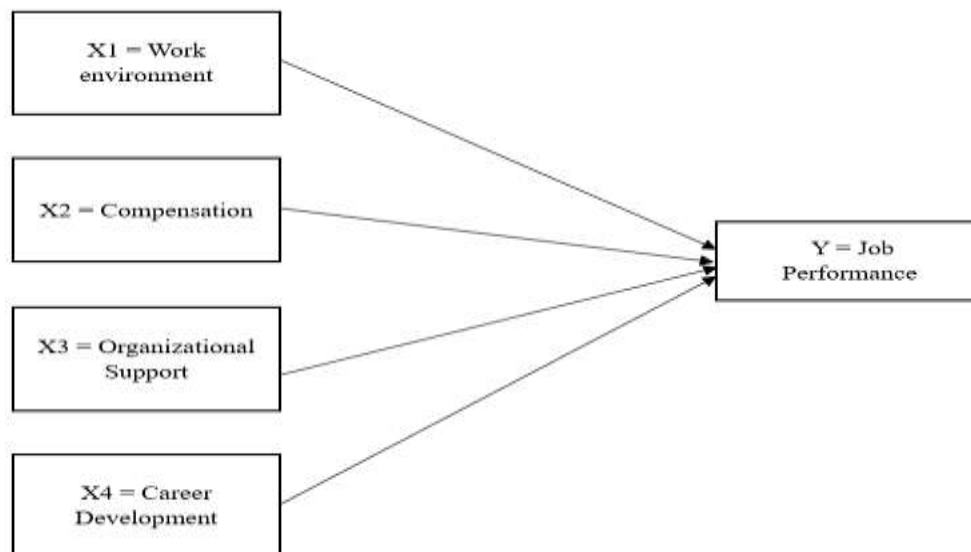 X1 = Work
environment
X2 = Compensation
X3 = Organizational
Support
X4 = Career
Development
Y = Job
Performance